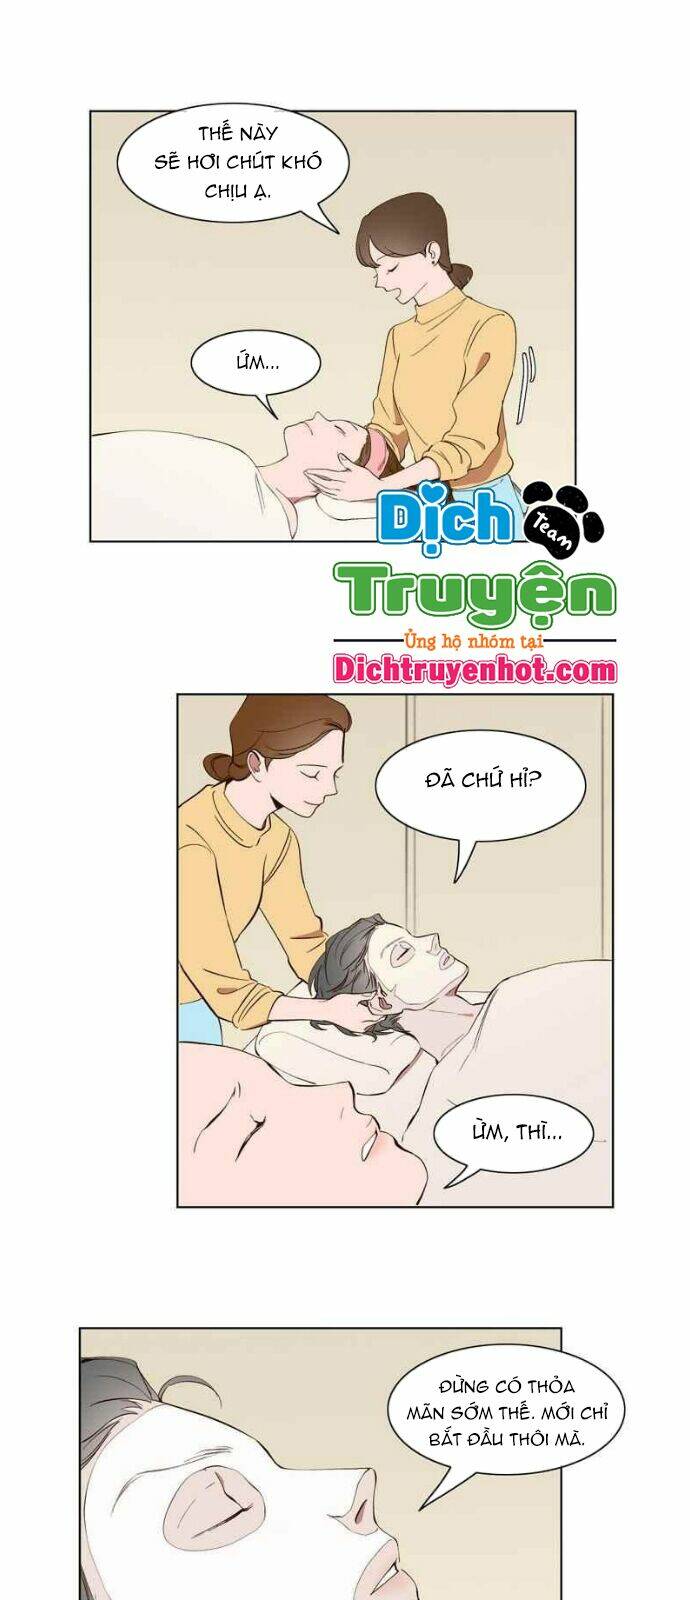 THẾ NÀY
SẼ HƠI CHÚT KHÓ
CHỊU Ạ.
ỨM...
Dịch
team
Truyện
Ủng hộ nhóm tại
Dichtruyenhot.com
ĐÃ CHỨ HỈ?
ỪM, THÌ...
ĐỪNG CÓ THỎA
MÃN SỚM THẾ. MỚI CHỈ
BẮT ĐẦU THÔI MÀ.